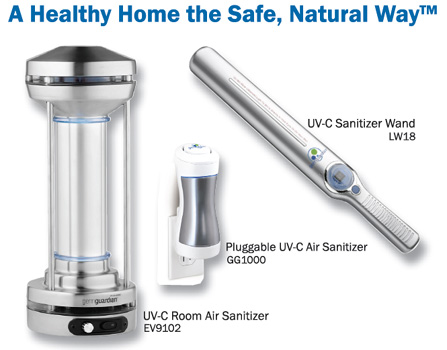 A Healthy Home the Safe, Natural Way™
UV-C Sanitizer Wand
LW18
Pluggable UV-C Air Sanitizer
GG1000
germguardian
UV-C Room Air Sanitizer
EV9102